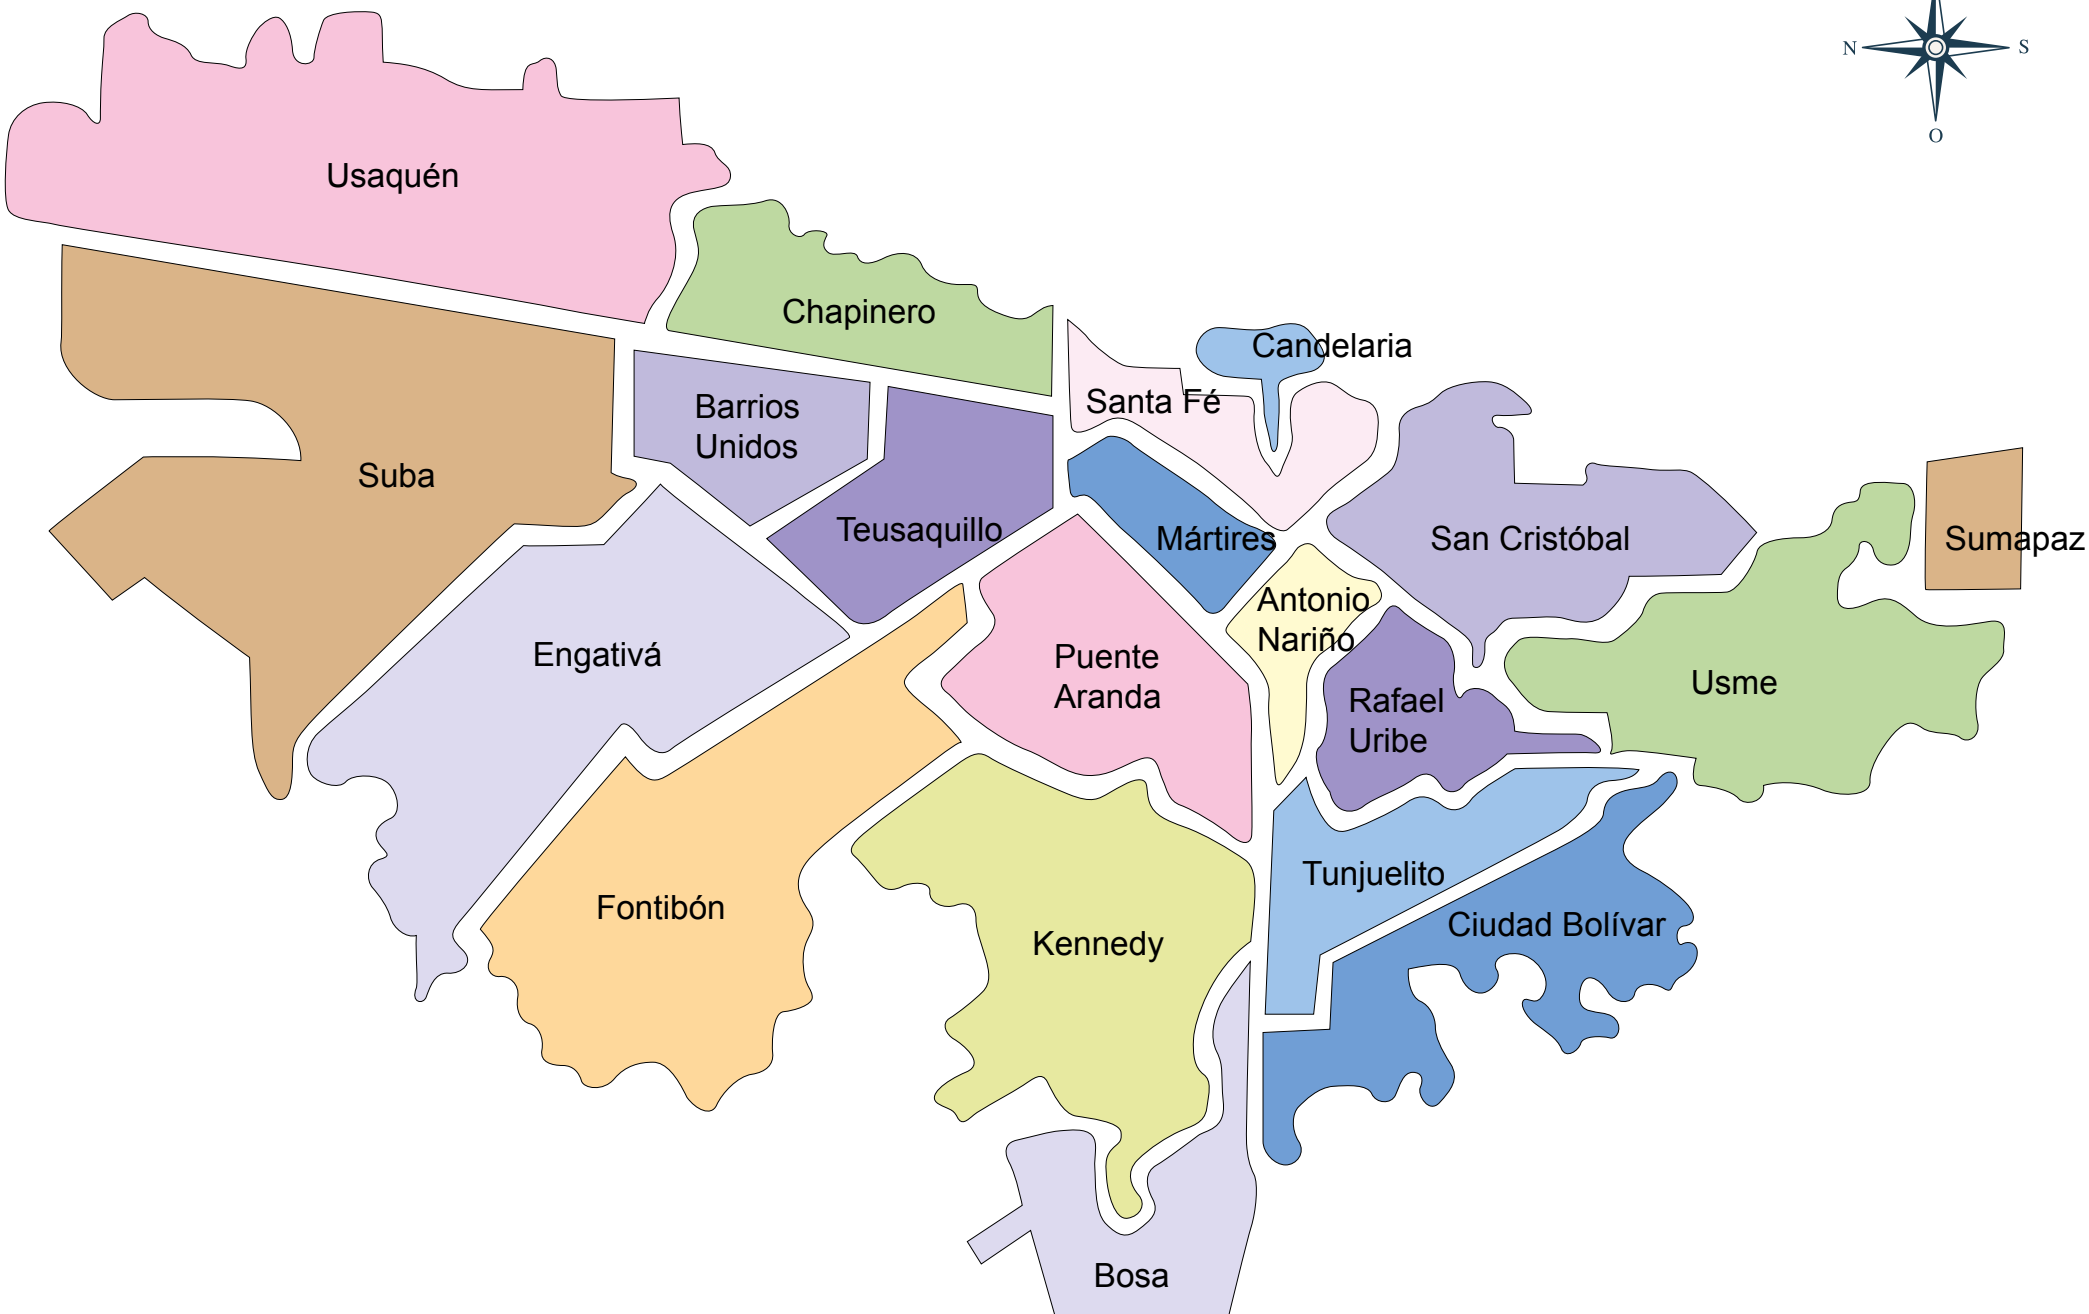 N
S
O
Usaquén
Chapinero
Candelaria
Santa Fé
Barrios
Unidos
Suba
Teusaquillo
Mártires
San Cristóbal
Sumapaz
Antonio
Nariño
Engativá
Puente
Aranda
Usme
Rafael
Uribe
Tunjuelito
Fontibón
Ciudad Bolívar
Kennedy
Bosa